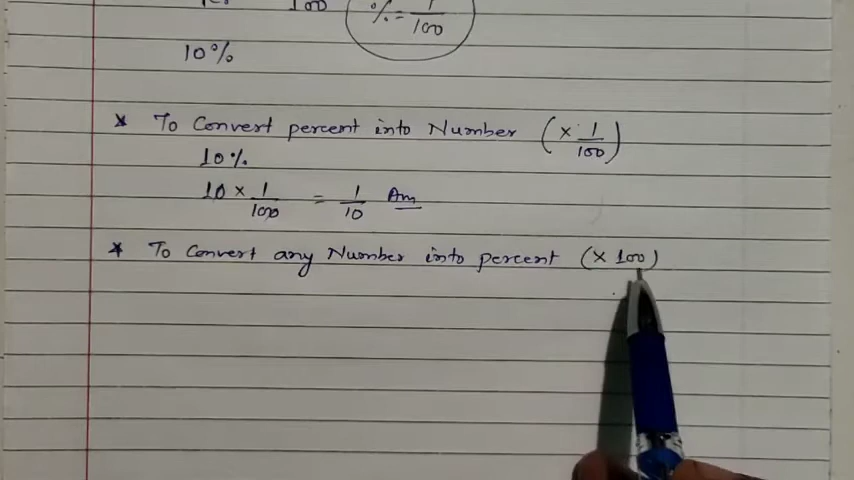 100 % = 1/100
10%
* To Convert percent into Number (× 1/100)
10%
10 × 1/100 = 1/10 Ans
* To Convert any Number into percent (× 100)